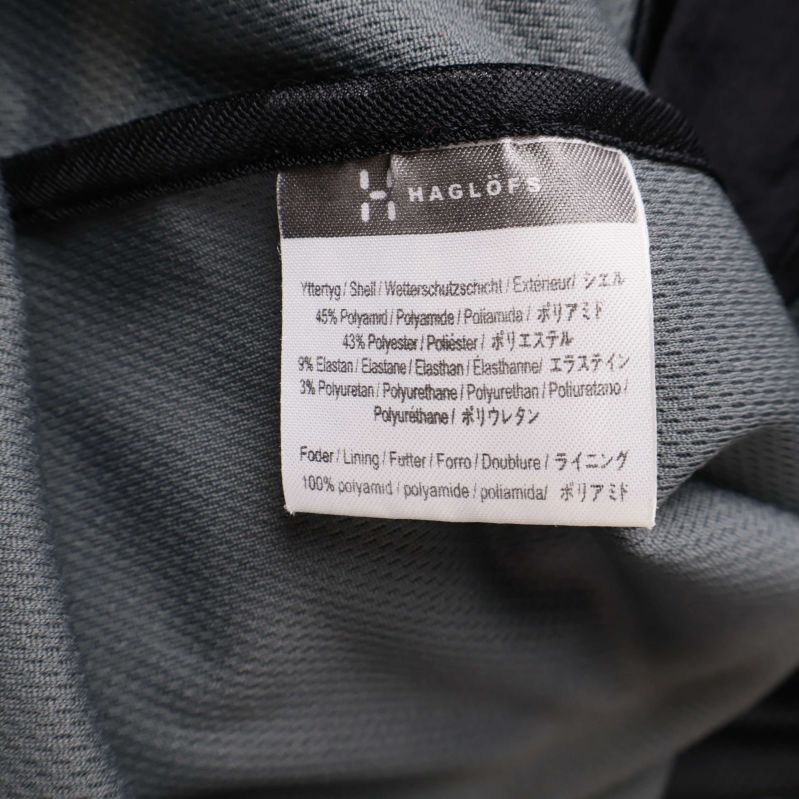 HAGLÖFS
Yttertyg / Shell / Wetterschutzschicht / Extérieur/ シェル
45% Polyamid / Polyamide / Poliamida / ポリアミド
43% Polyester / Poliéster / ポリエステル
9% Elastan / Elastane / Elasthan / Élasthanne/ エラステイン
3% Polyuretan / Polyurethane / Polyurethan / Poliuretano /
Polyuréthane / ポリウレタン
Foder / Lining / Futter / Forro / Doublure / ライニング
100% polyamid / polyamide / poliamida/ ポリアミド